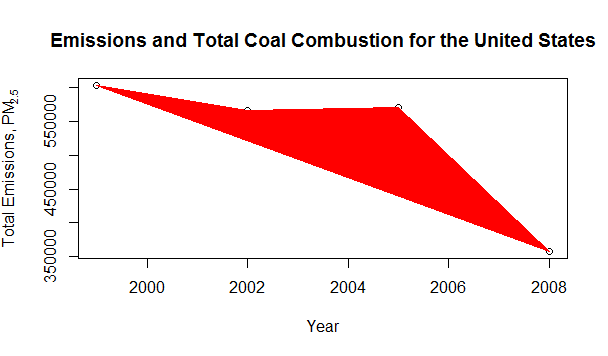 Emissions and Total Coal Combustion for the United States
Total Emissions, PM2.5
550000
450000
350000
2000 2002 2004 2006 2008
Year